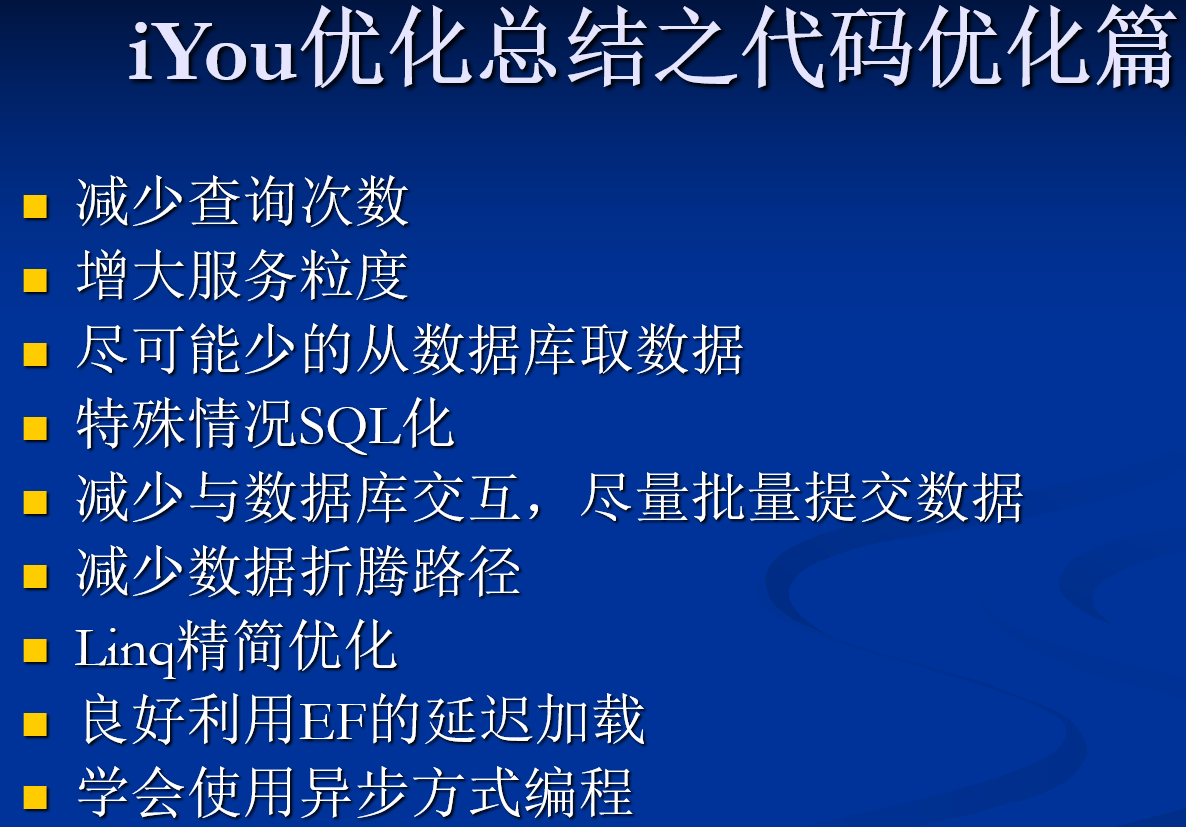 iYou优化总结之代码优化篇
减少查询次数
增大服务粒度
尽可能少的从数据库取数据
特殊情况SQL化
减少与数据库交互，尽量批量提交数据
减少数据折腾路径
Linq精简优化
良好利用EF的延迟加载
学会使用异步方式编程